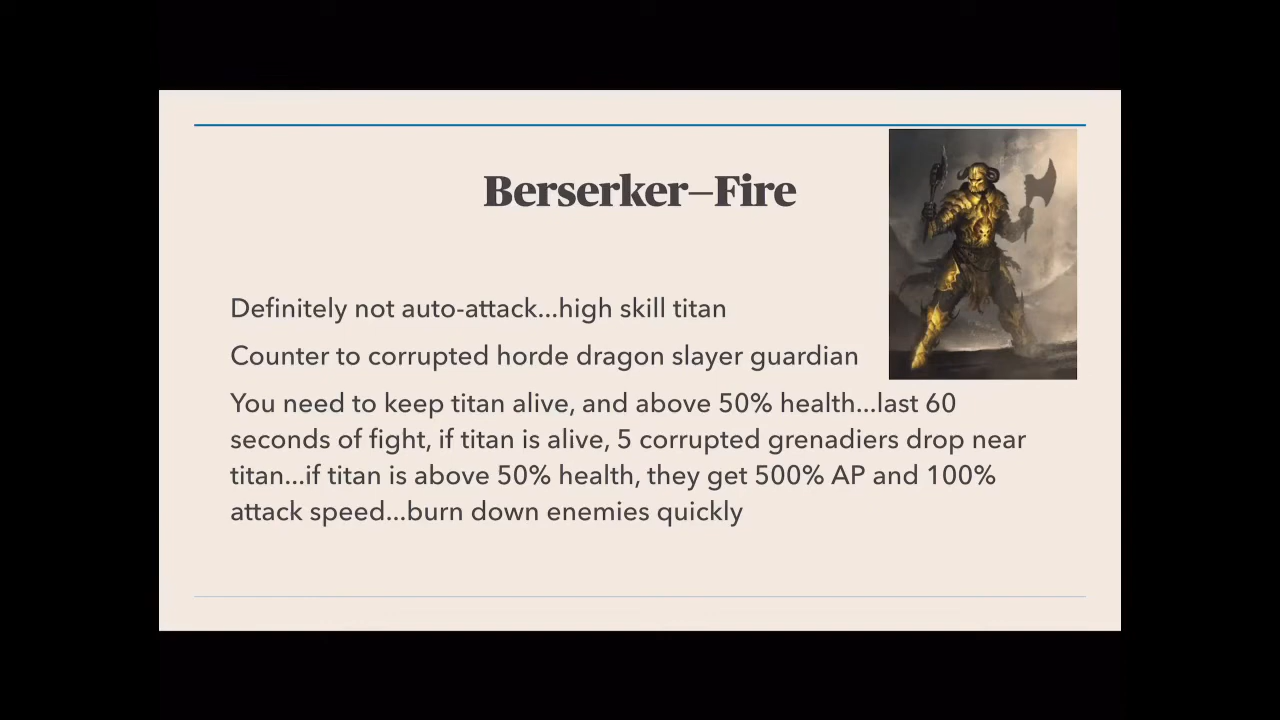 Berserker–Fire
Definitely not auto-attack...high skill titan
Counter to corrupted horde dragon slayer guardian
You need to keep titan alive, and above 50% health...last 60
seconds of fight, if titan is alive, 5 corrupted grenadiers drop near
titan...if titan is above 50% health, they get 500% AP and 100%
attack speed...burn down enemies quickly